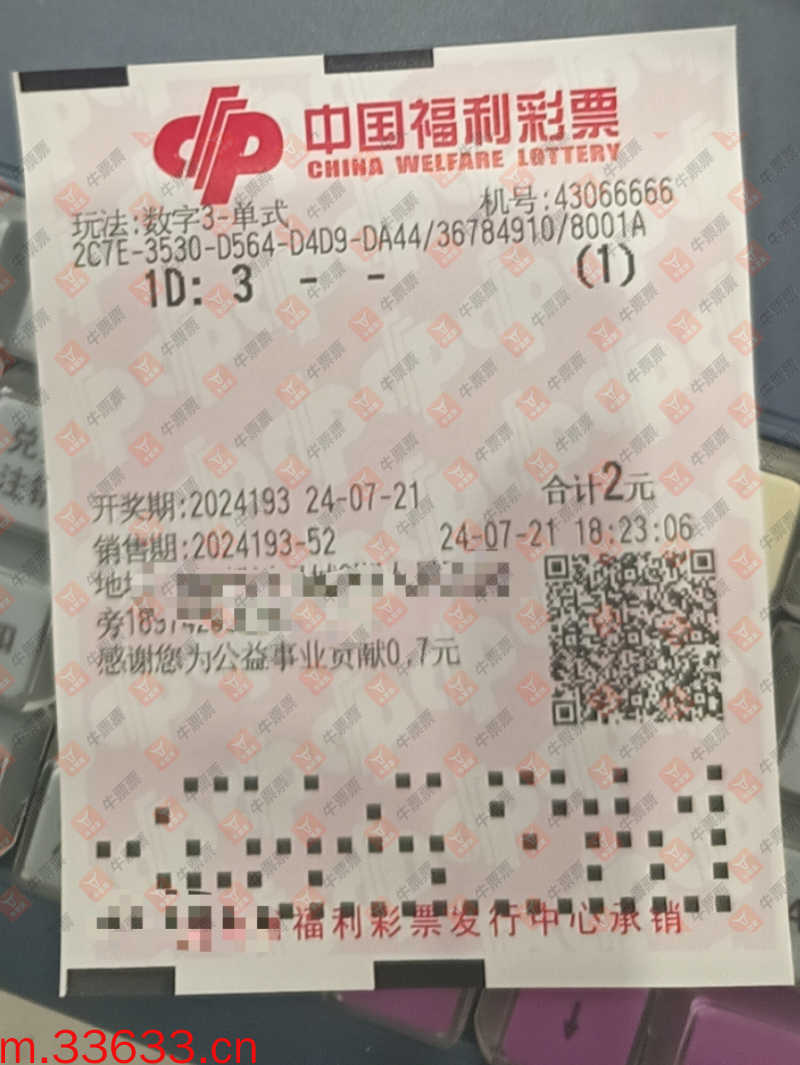 中国福利彩票
CHINA WELFARE LOTTERY
玩法:数字3-单式 机号:43066666
2C7E-3530-D564-D4D9-DA44/36784910/8001A
1D: 3 - - (1)
开奖期:2024193 24-07-21 合计2元
销售期:2024193-52 24-07-21 18:23:06
旁
感谢您为公益事业贡献0,7元
福利彩票发行中心承销
牛票票
m.33633.cn